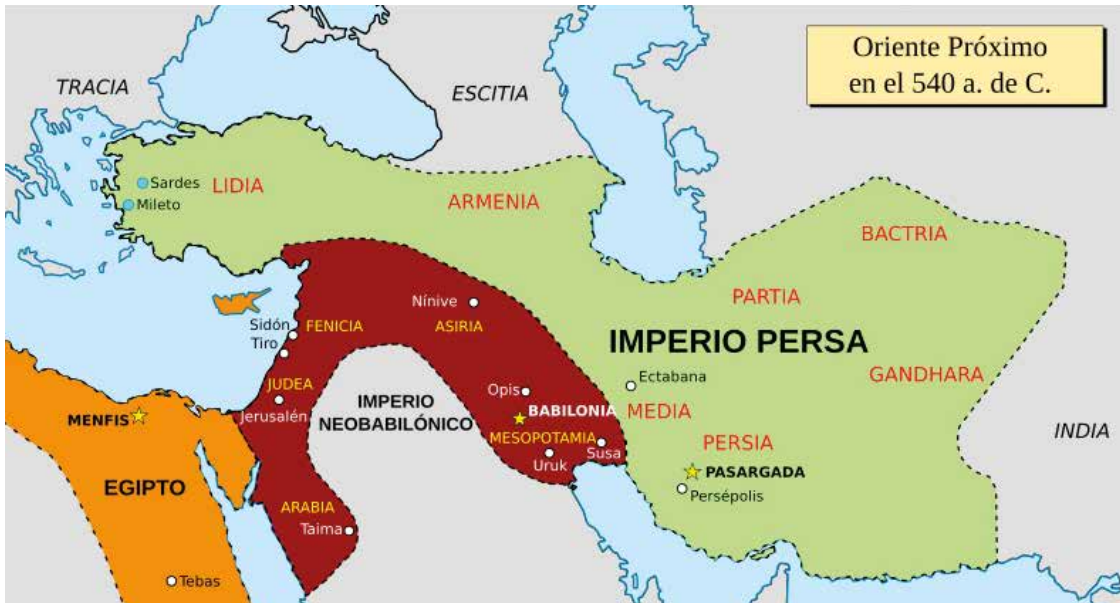 Oriente Próximo
en el 540 a. de C.
TRACIA
ESCITIA
Sardes
LIDIA
Mileto
ARMENIA
BACTRIA
PARTIA
Nínive
Sidón
FENICIA
ASIRIA
Tiro
IMPERIO PERSA
Ectabana
GANDHARA
JUDEA
Opis
IMPERIO
NEOBABILÓNICO
Jerusalén
BABILONIA
MEDIA
MENFIS
MESOPOTAMIA
PERSIA
INDIA
Uruk
Susa
PASARGADA
EGIPTO
Persépolis
ARABIA
Taima
Tebas